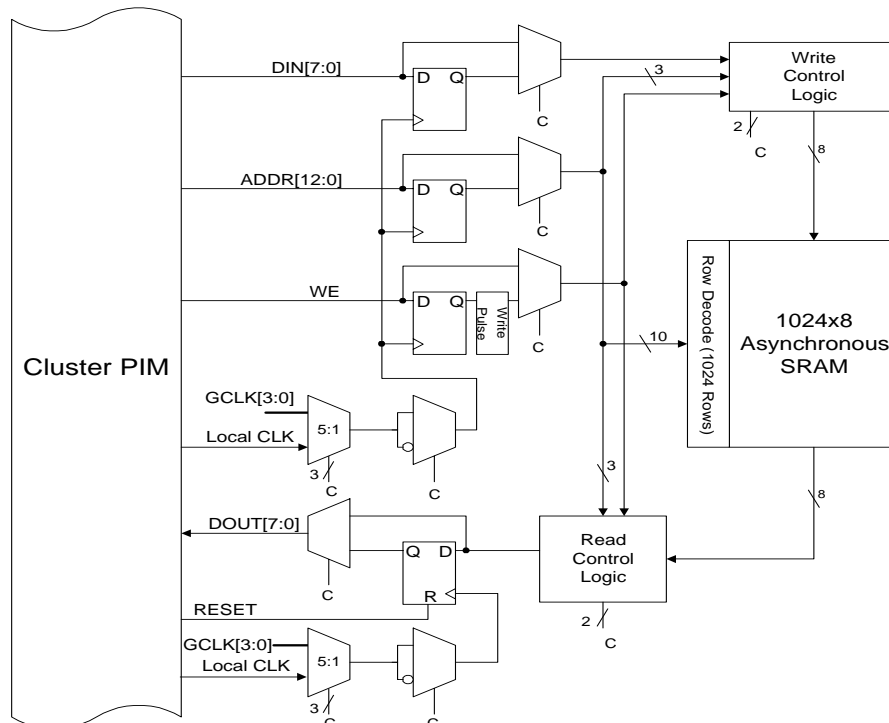 DIN[7:0]
D Q
C
3
Write
Control
Logic
2
C
8
ADDR[12:0]
D Q
C
WE
D Q
Write
Pulse
C
10
Row Decode (1024 Rows)
1024x8
Asynchronous
SRAM
Cluster PIM
GCLK[3:0]
Local CLK
5:1
3
C
C
3
8
DOUT[7:0]
C
Q D
R
Read
Control
Logic
2
C
RESET
GCLK[3:0]
Local CLK
5:1
3
C
C